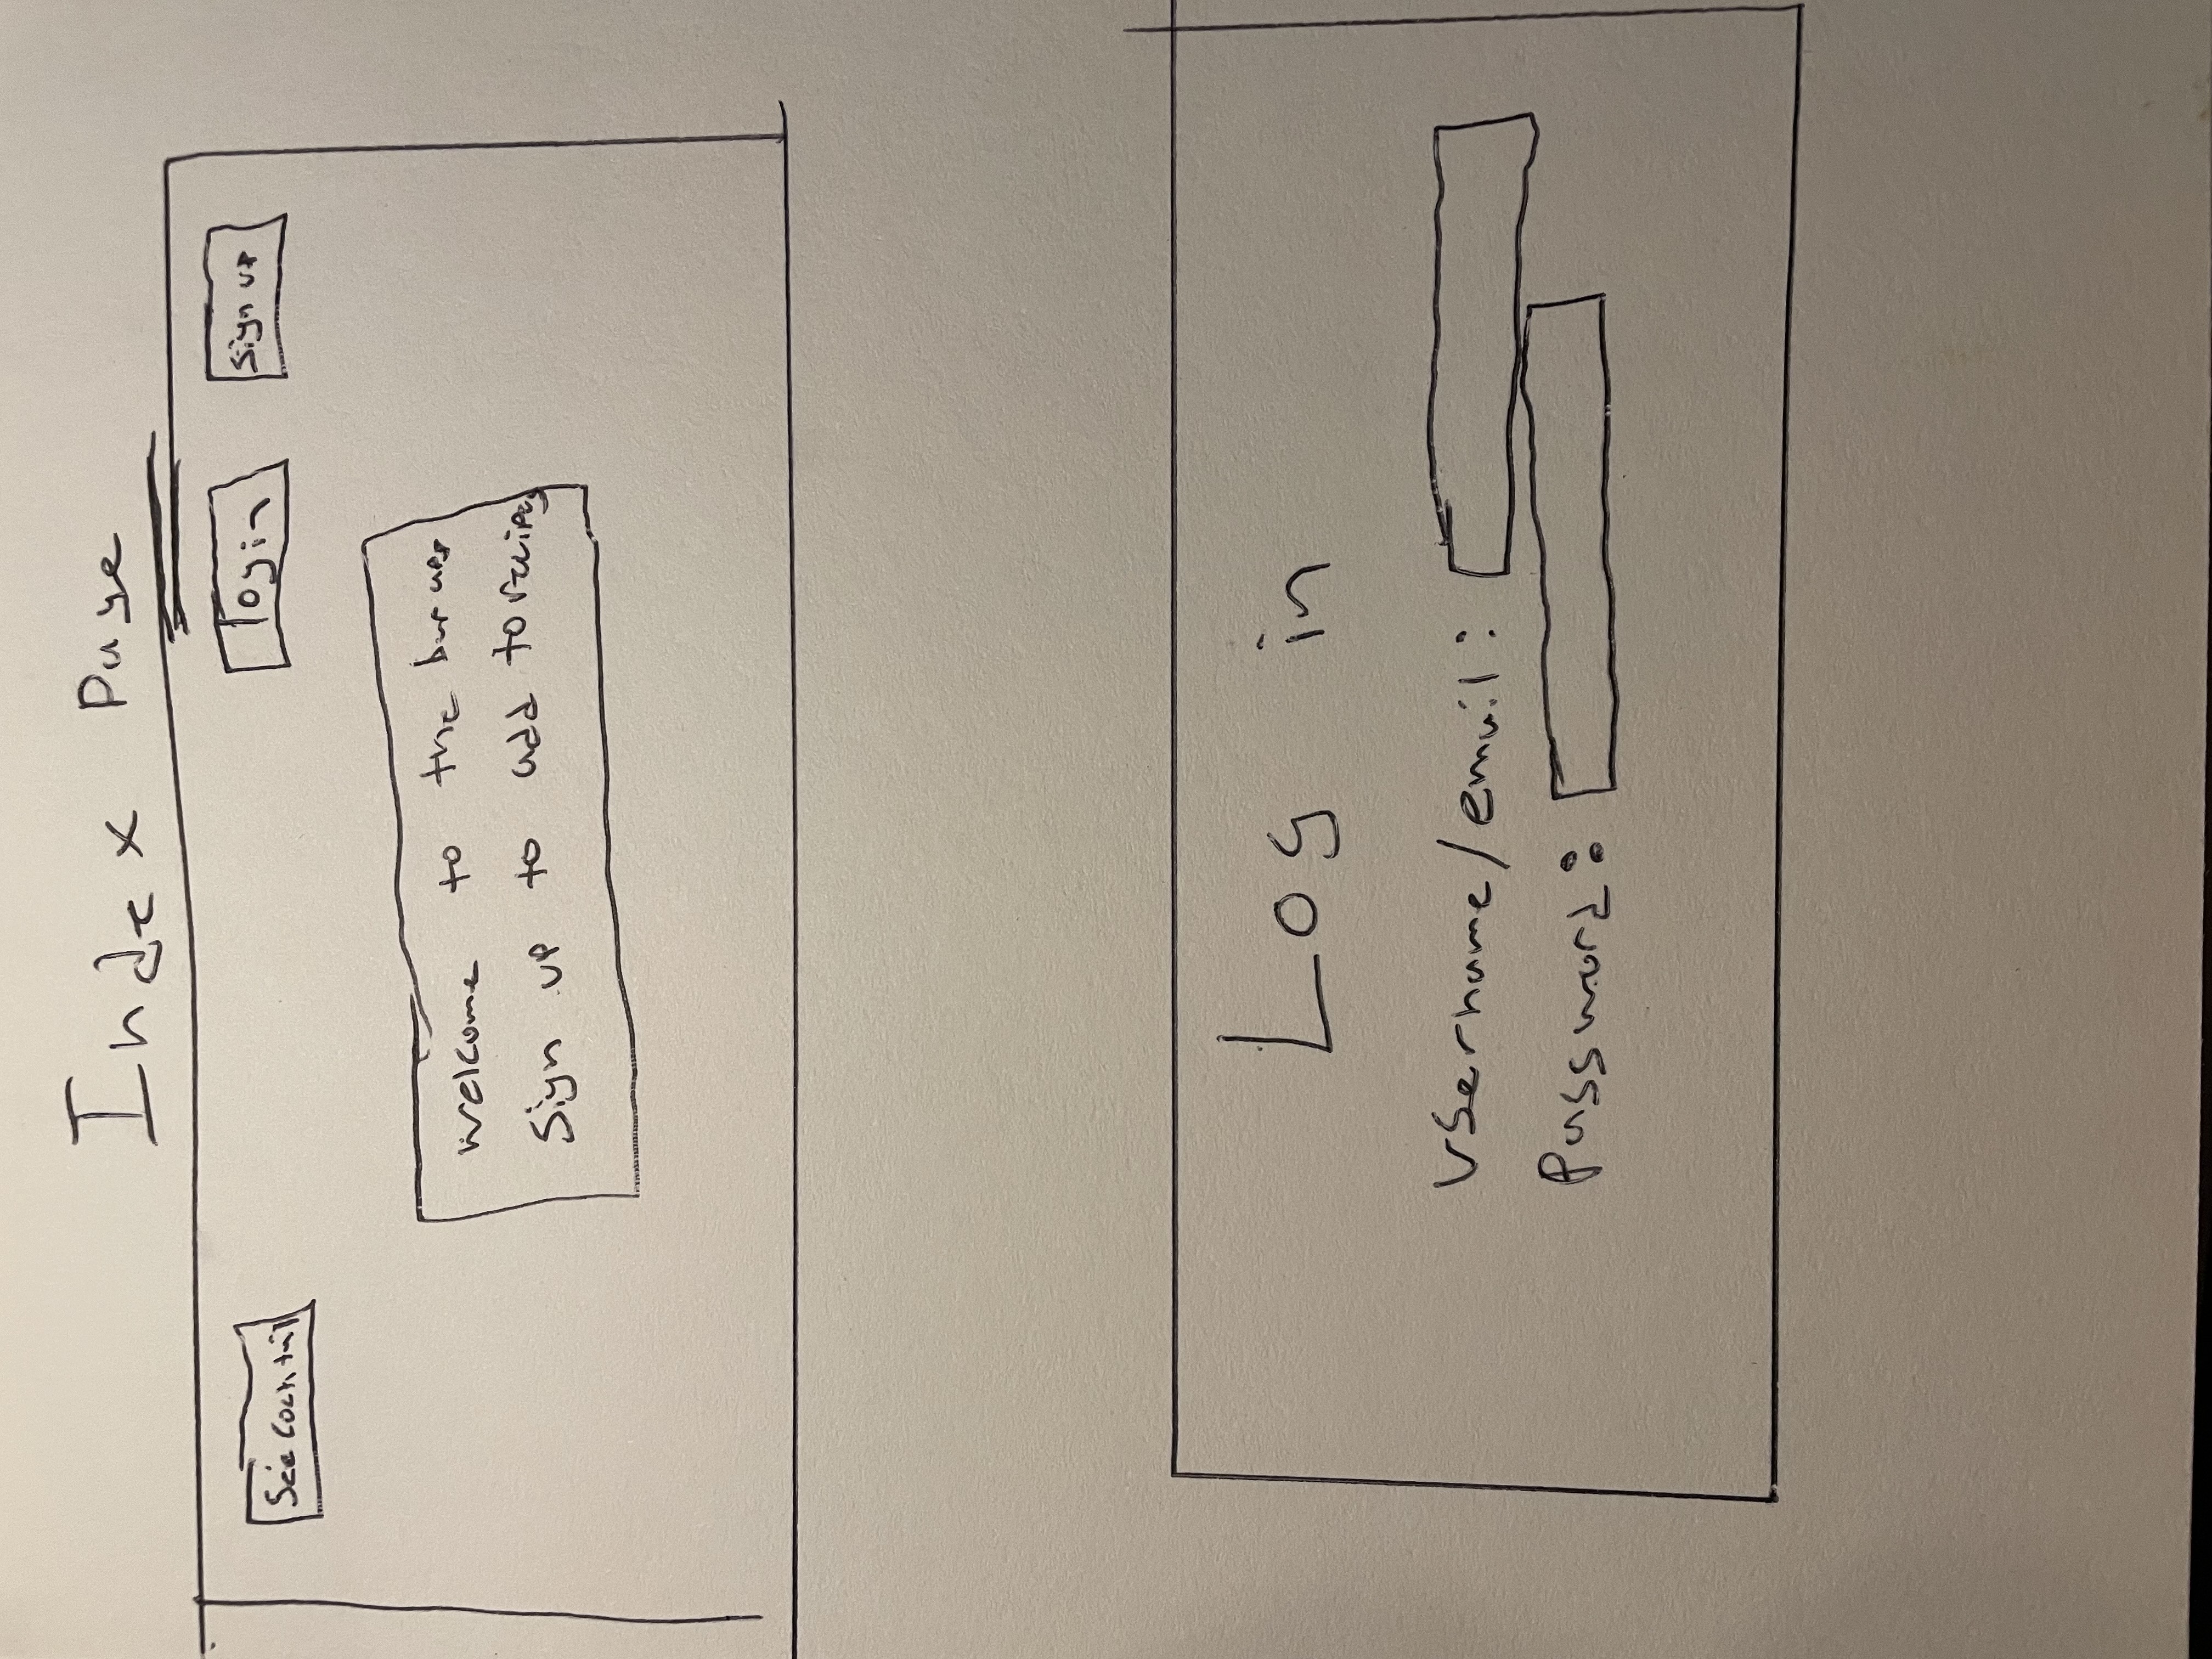 Index Page
See Cocktail
login
Sign up
Welcome to the bar app
Sign up to add to recipes
Log in
Username/email:
Password: